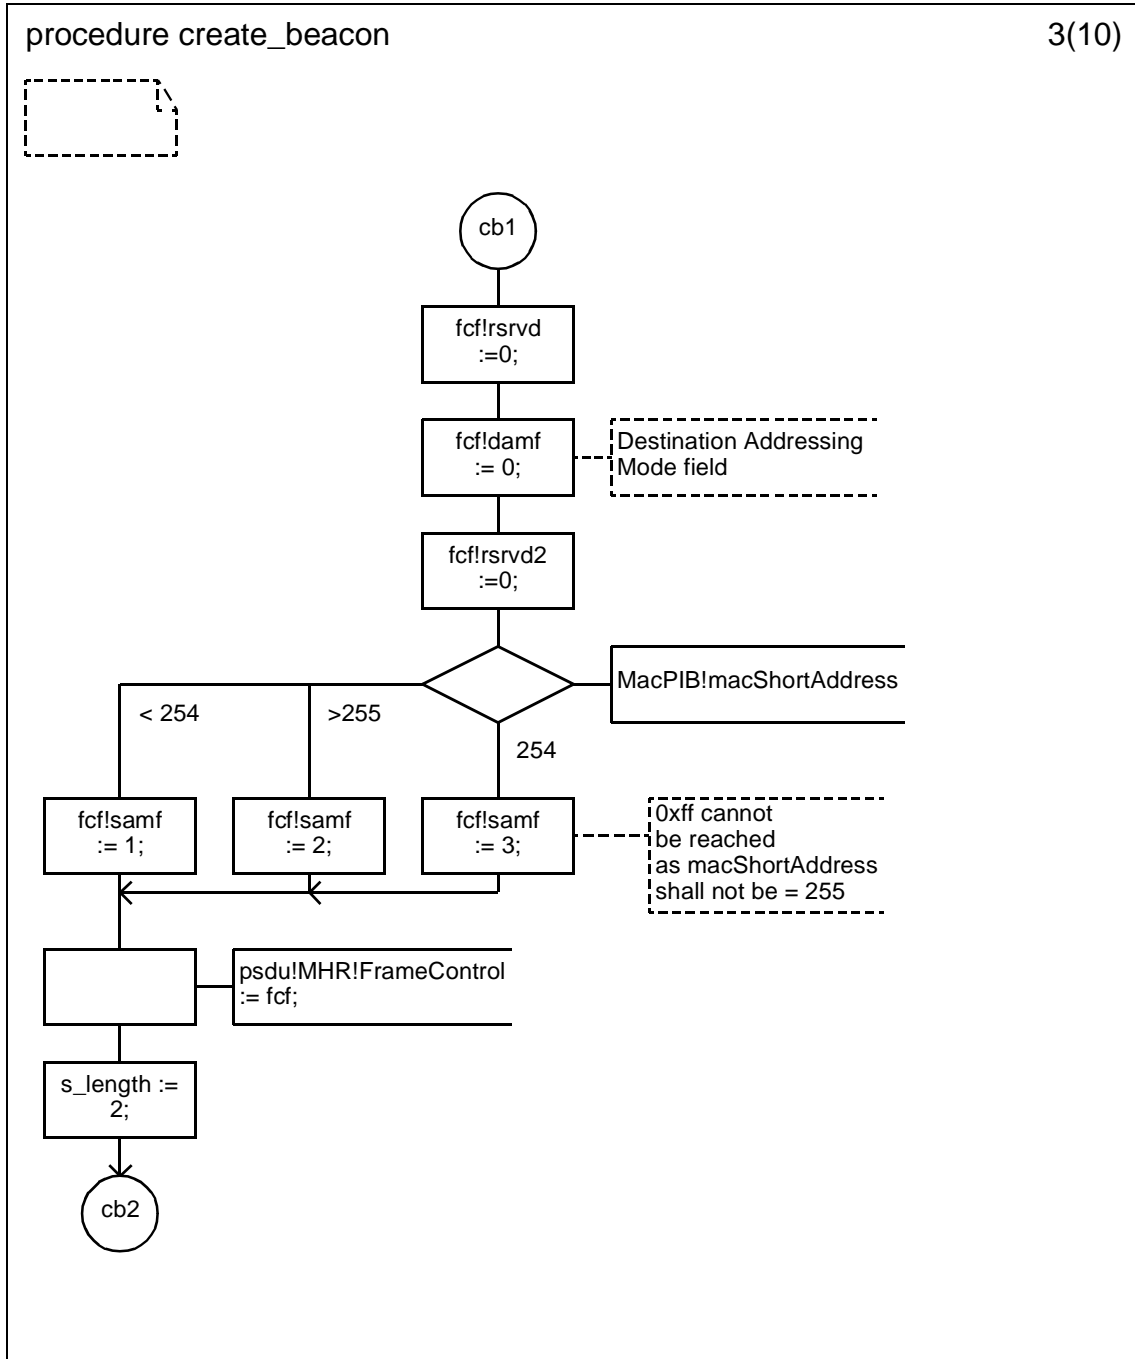 procedure create_beacon
3(10)
cb1
fcf!rsrvd
:=0;
fcf!damf
:= 0;
Destination Addressing
Mode field
fcf!rsrvd2
:=0;
MacPIB!macShortAddress
< 254
>255
254
fcf!samf
:= 1;
fcf!samf
:= 2;
fcf!samf
:= 3;
0xff cannot
be reached
as macShortAddress
shall not be = 255
psdu!MHR!FrameControl
:= fcf;
s_length :=
2;
cb2